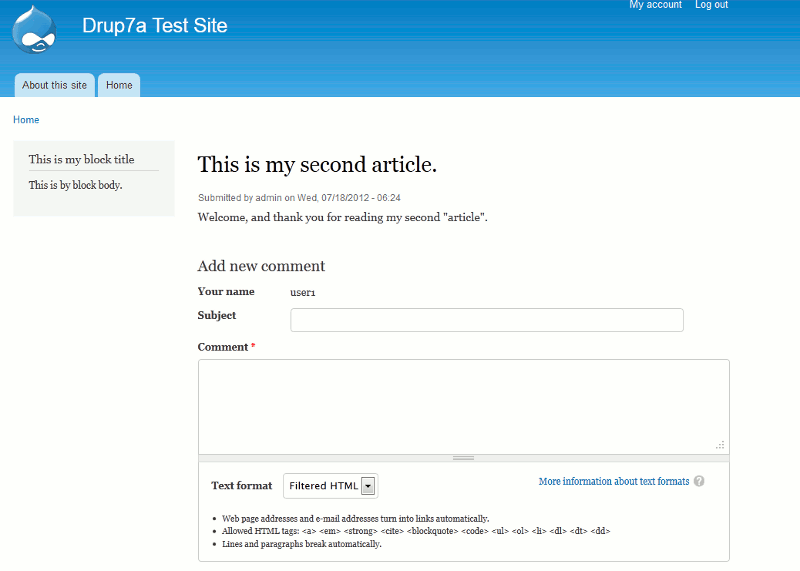 My account Log out
Drup7a Test Site
About this site Home
Home
This is my block title
This is by block body.
This is my second article.
Submitted by admin on Wed, 07/18/2012 - 06:24
Welcome, and thank you for reading my second "article".
Add new comment
Your name user1
Subject
Comment *
Text format Filtered HTML More information about text formats ?
• Web page addresses and e-mail addresses turn into links automatically.
• Allowed HTML tags: <a> <em> <strong> <cite> <blockquote> <code> <ul> <ol> <li> <dl> <dt> <dd>
• Lines and paragraphs break automatically.